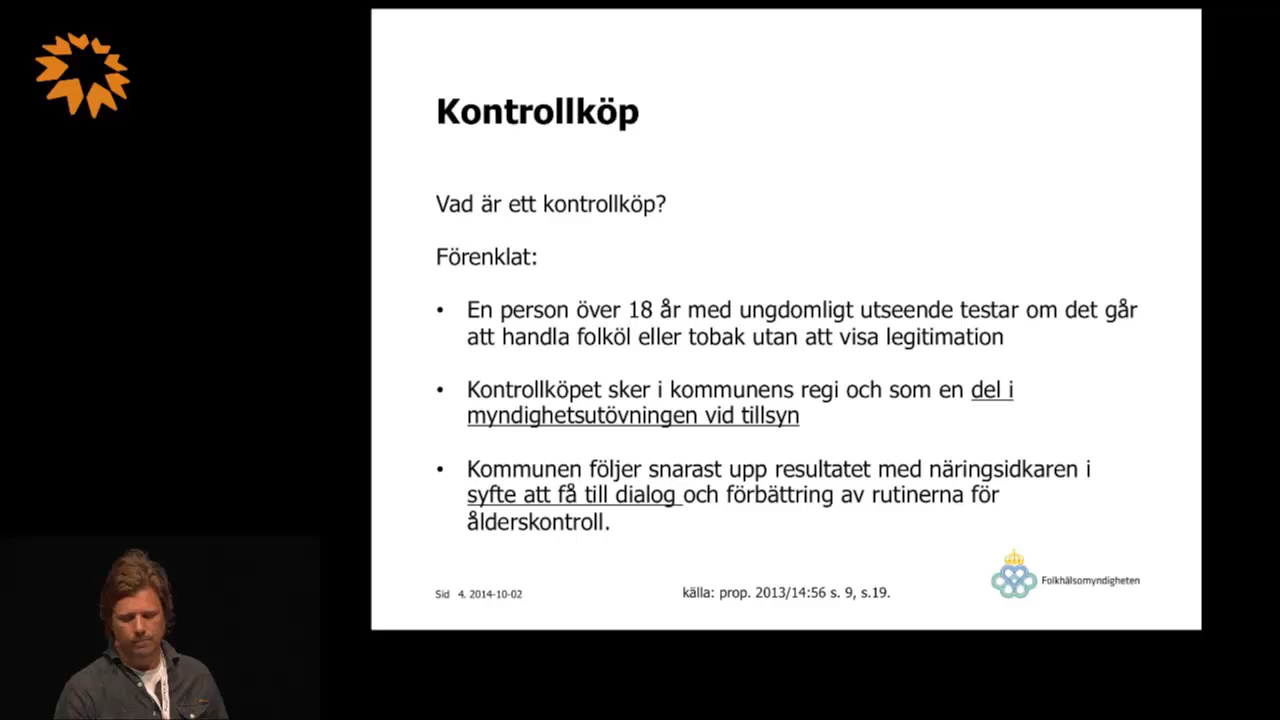 Kontrollköp
Vad är ett kontrollköp?
Förenklat:
• En person över 18 år med ungdomligt utseende testar om det går
att handla folköl eller tobak utan att visa legitimation
• Kontrollköpet sker i kommunens regi och som en del i
myndighetsutövningen vid tillsyn
• Kommunen följer snarast upp resultatet med näringsidkaren i
syfte att få till dialog och förbättring av rutinerna för
ålderskontroll.
Sid 4. 2014-10-02
källa: prop. 2013/14:56 s. 9, s.19.
Folkhälsomyndigheten